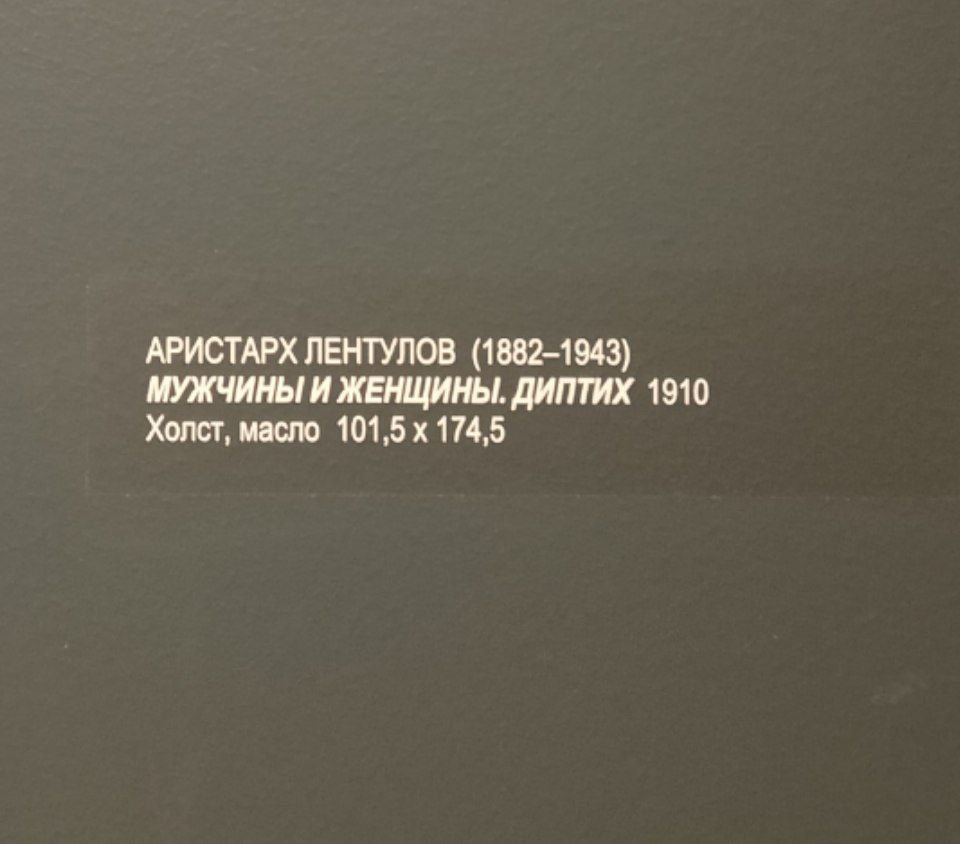 АРИСТАРХ ЛЕНТУЛОВ (1882–1943)
МУЖЧИНЫ И ЖЕНЩИНЫ. ДИПТИХ 1910
Холст, масло 101,5 x 174,5